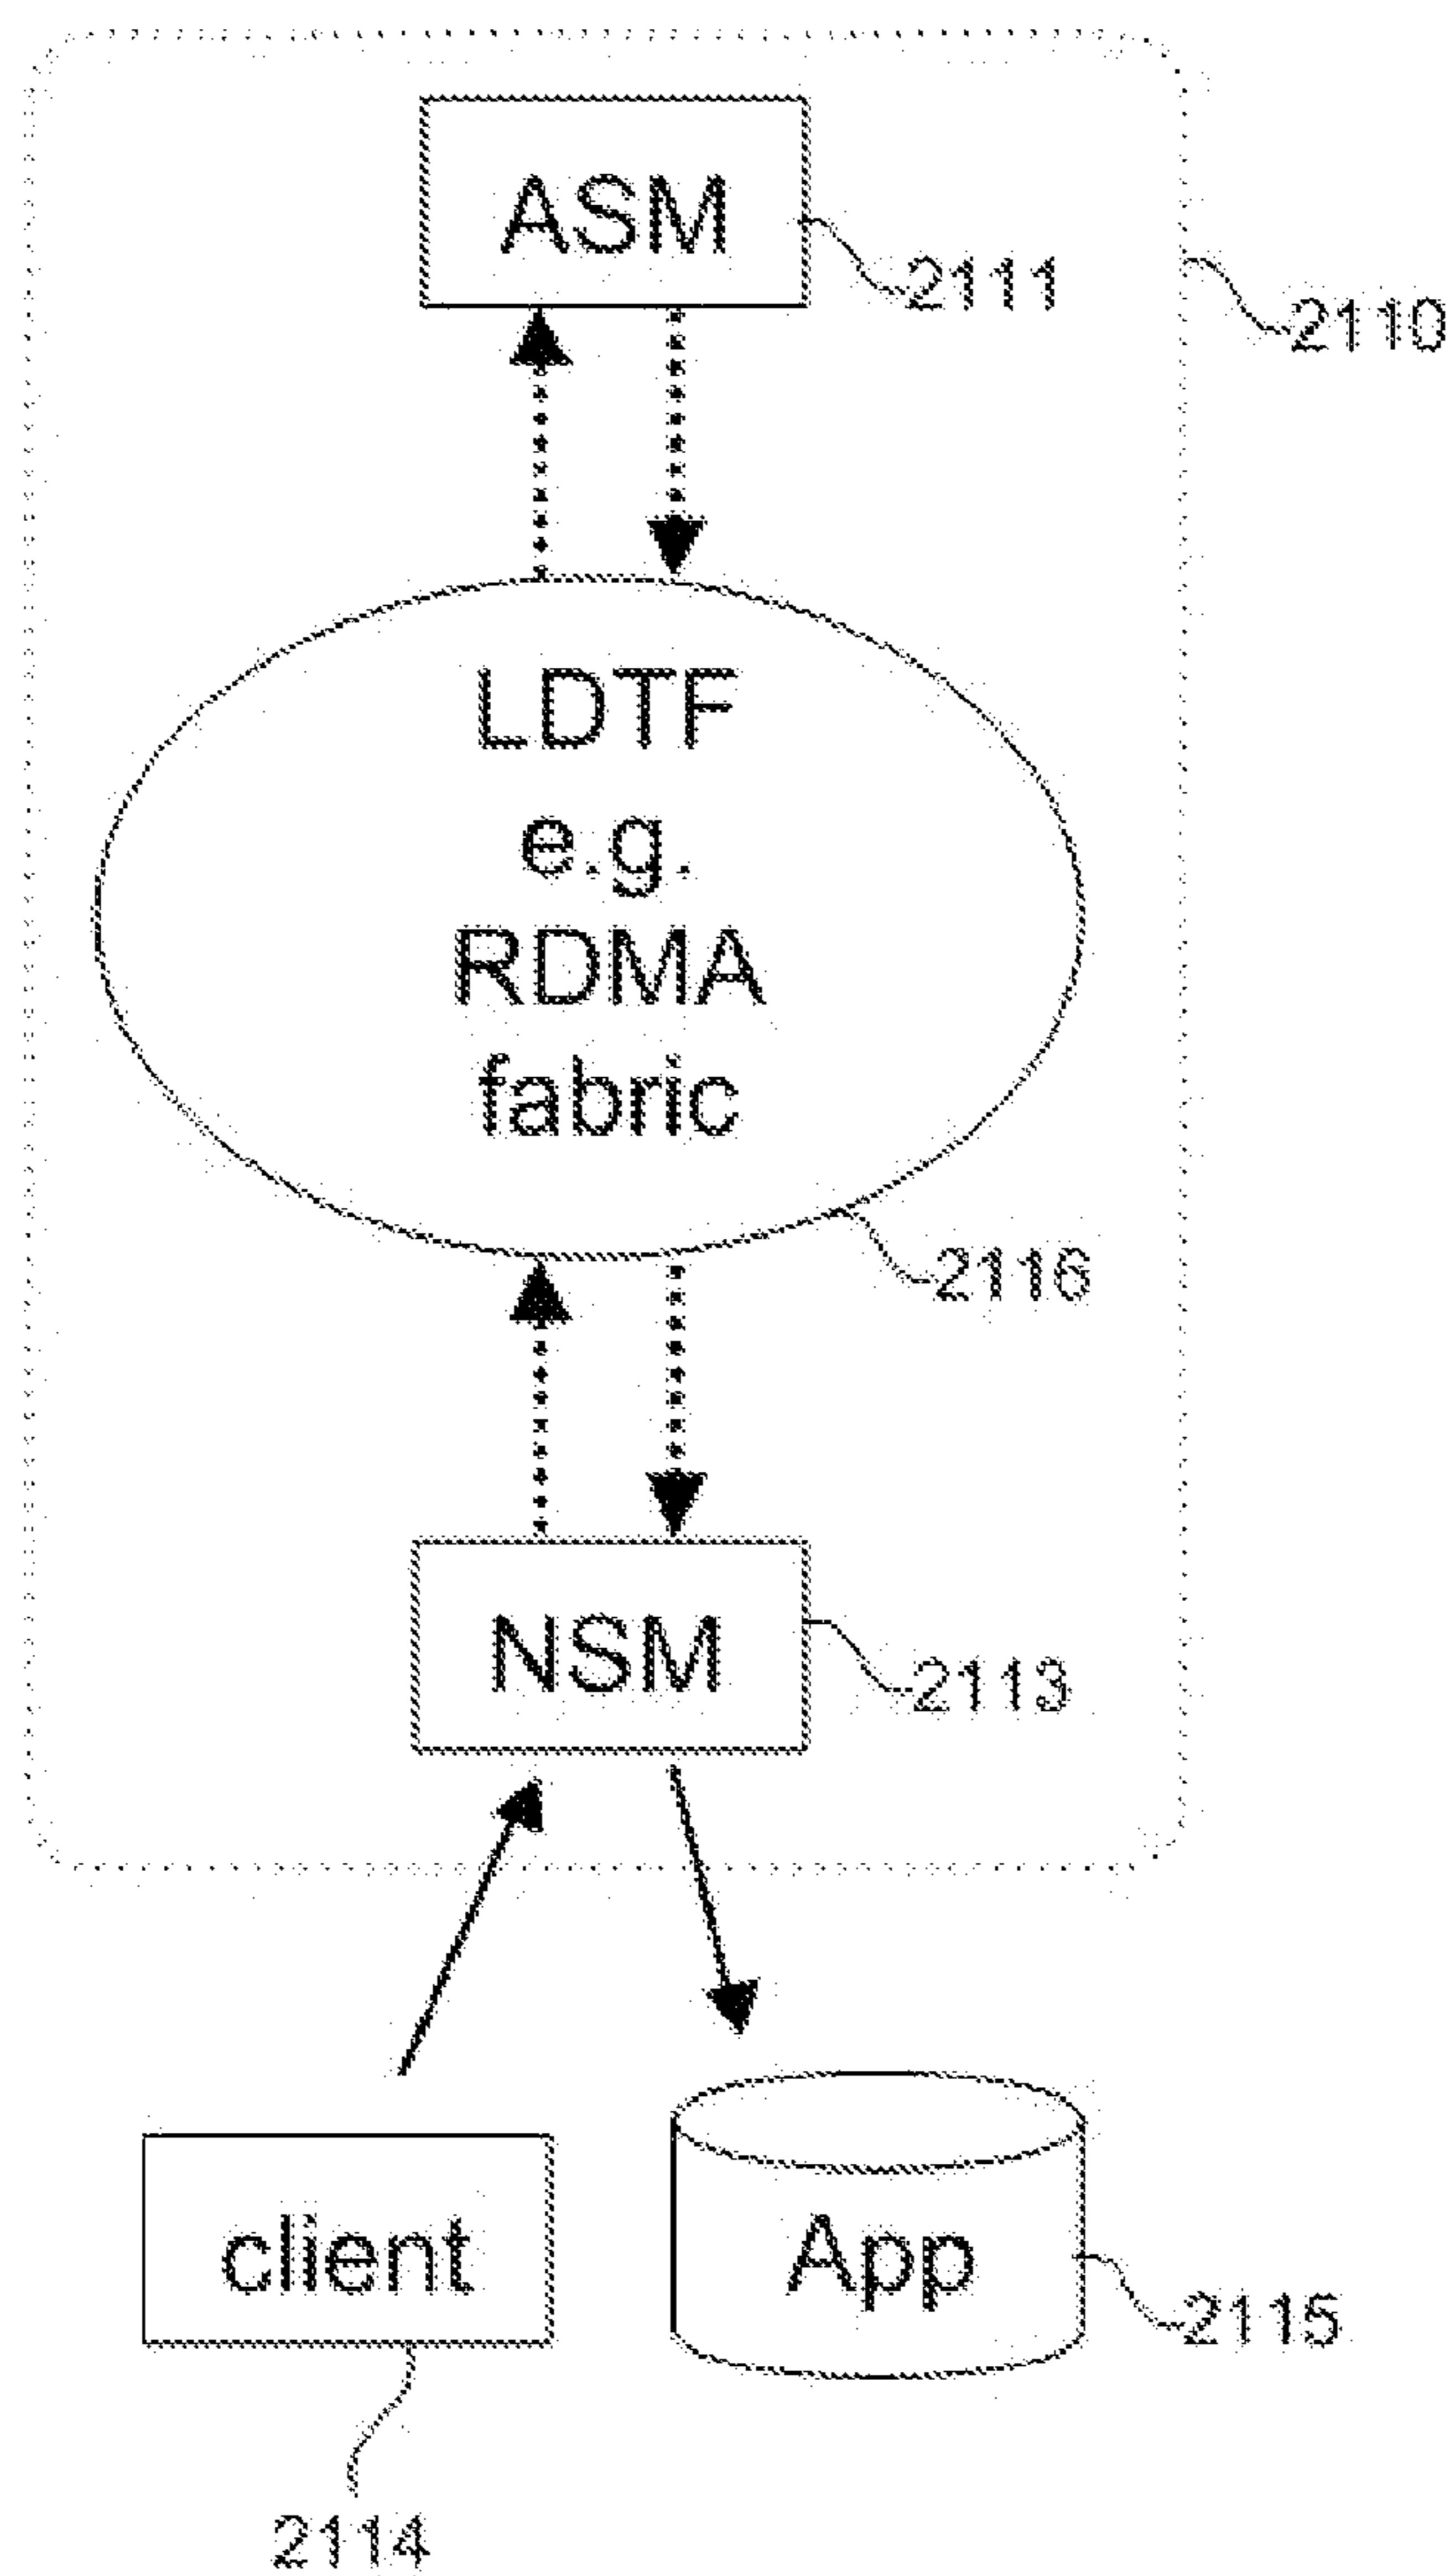 ASM
2111
2110
LDTF
e.g.
RDMA
fabric
2116
NSM
2113
client
App
2115
2114